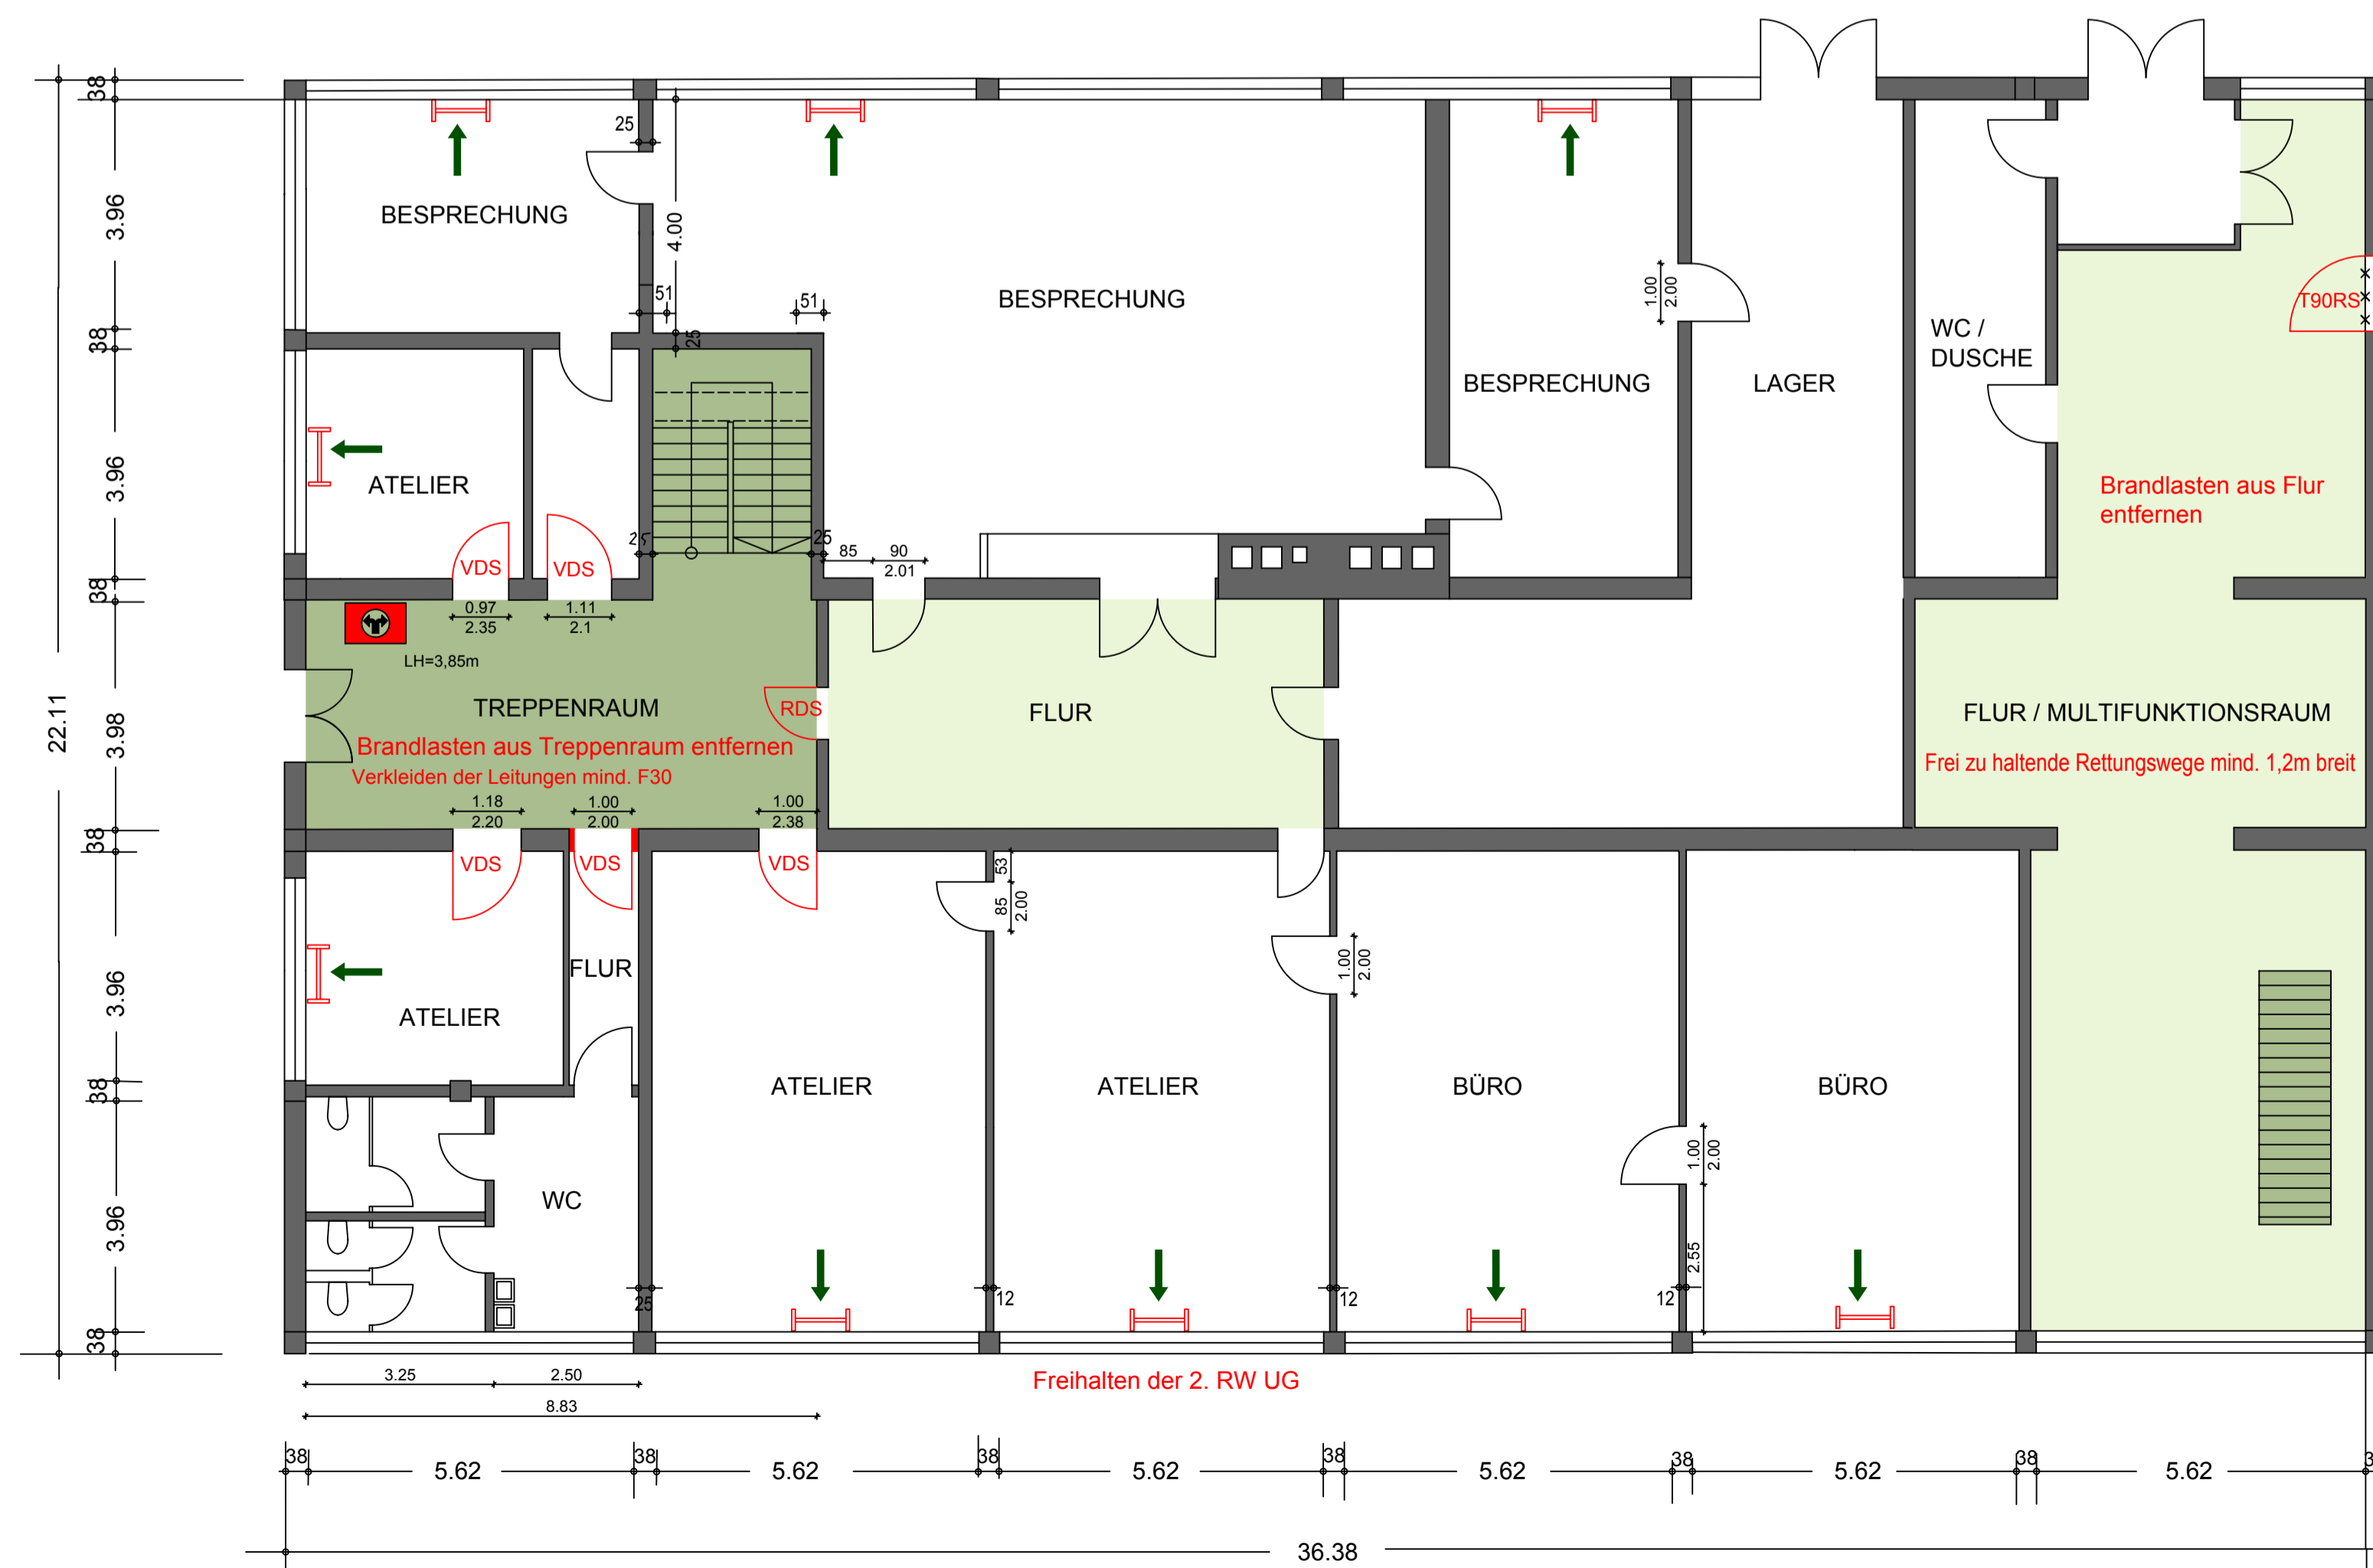 38
25
3.96
BESPRECHUNG
4.00
BESPRECHUNG
1.00
2.00
T90RS
51
51
38
25
WC /
DUSCHE
BESPRECHUNG
LAGER
3.96
ATELIER
Brandlasten aus Flur
entfernen
25
25
85
90
2.01
VDS
VDS
38
0.97
2.35
1.11
2.1
LH=3,85m
22.11
3.98
TREPPENRAUM
RDS
FLUR
FLUR / MULTIFUNKTIONSRAUM
Brandlasten aus Treppenraum entfernen
Verkleiden der Leitungen mind. F30
Frei zu haltende Rettungswege mind. 1,2m breit
1.18
2.20
1.00
2.00
1.00
2.38
38
VDS
VDS
VDS
53
85
2.00
1.00
2.00
3.96
FLUR
ATELIER
38
ATELIER
ATELIER
BÜRO
BÜRO
1.00
2.00
WC
3.96
2.55
25
12
12
12
38
3.25
2.50
Freihalten der 2. RW UG
8.83
38
5.62
38
5.62
38
5.62
38
5.62
38
5.62
38
5.62
36.38